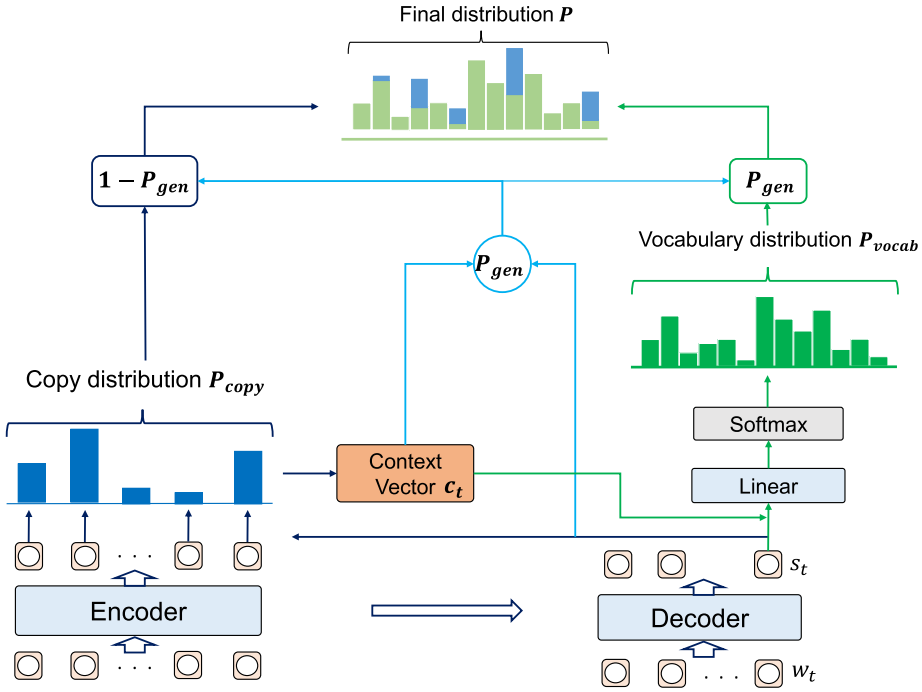 Final distribution P
1 − P_gen
P_gen
P_gen
Vocabulary distribution P_vocab
Copy distribution P_copy
Softmax
Context
Vector c_t
Linear
. . .
s_t
Encoder
Decoder
. . .
. . .
w_t